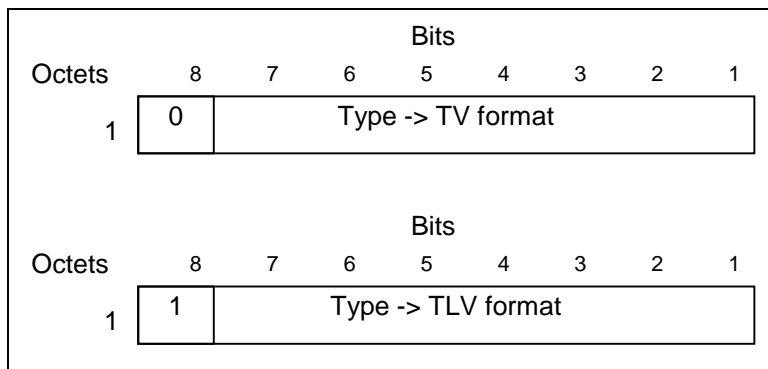 Bits
Octets 8 7 6 5 4 3 2 1
1 0 Type -> TV format
Bits
Octets 8 7 6 5 4 3 2 1
1 1 Type -> TLV format